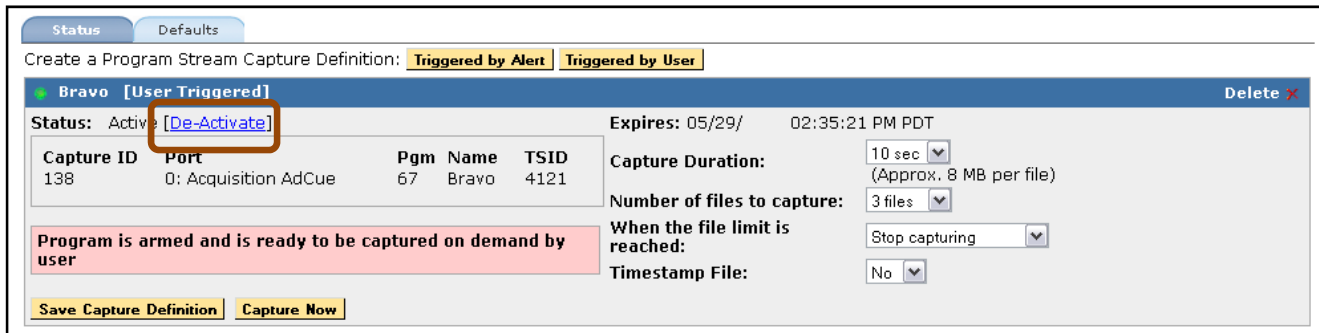 Status Defaults
Create a Program Stream Capture Definition: Triggered by Alert Triggered by User
Bravo [User Triggered] Delete
Status: Active [De-Activate] Expires: 05/29/ 02:35:21 PM PDT
Capture ID Port Pgm Name TSID
138 0: Acquisition AdCue 67 Bravo 4121
Capture Duration: 10 sec
(Approx. 8 MB per file)
Number of files to capture: 3 files
Program is armed and is ready to be captured on demand by
user
When the file limit is
reached: Stop capturing
Timestamp File: No
Save Capture Definition Capture Now